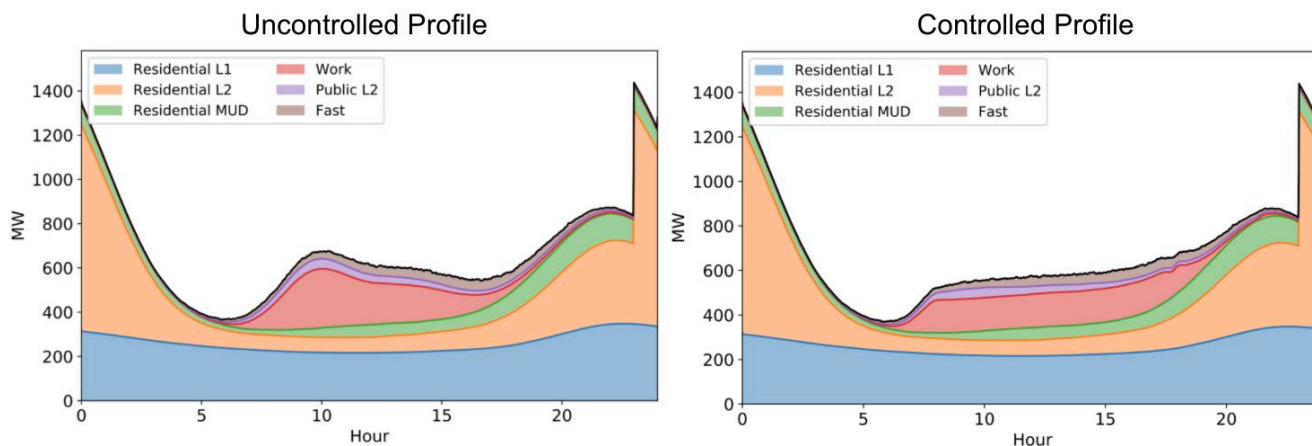 Uncontrolled Profile
Residential L1
Residential L2
Residential MUD
Work
Public L2
Fast
1400
1200
1000
800
600
400
200
0
MW
0 5 10 15 20
Hour
Controlled Profile
Residential L1
Residential L2
Residential MUD
Work
Public L2
Fast
1400
1200
1000
800
600
400
200
0
MW
0 5 10 15 20
Hour